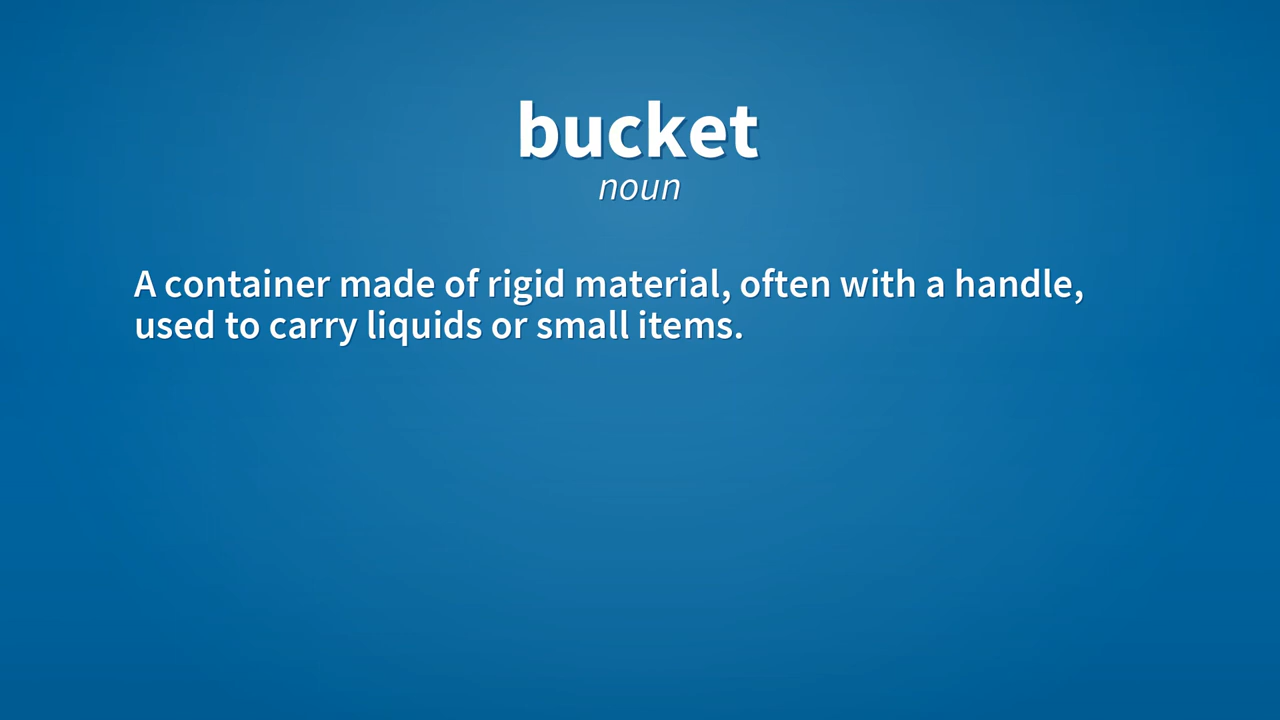 bucket
noun
A container made of rigid material, often with a handle,
used to carry liquids or small items.